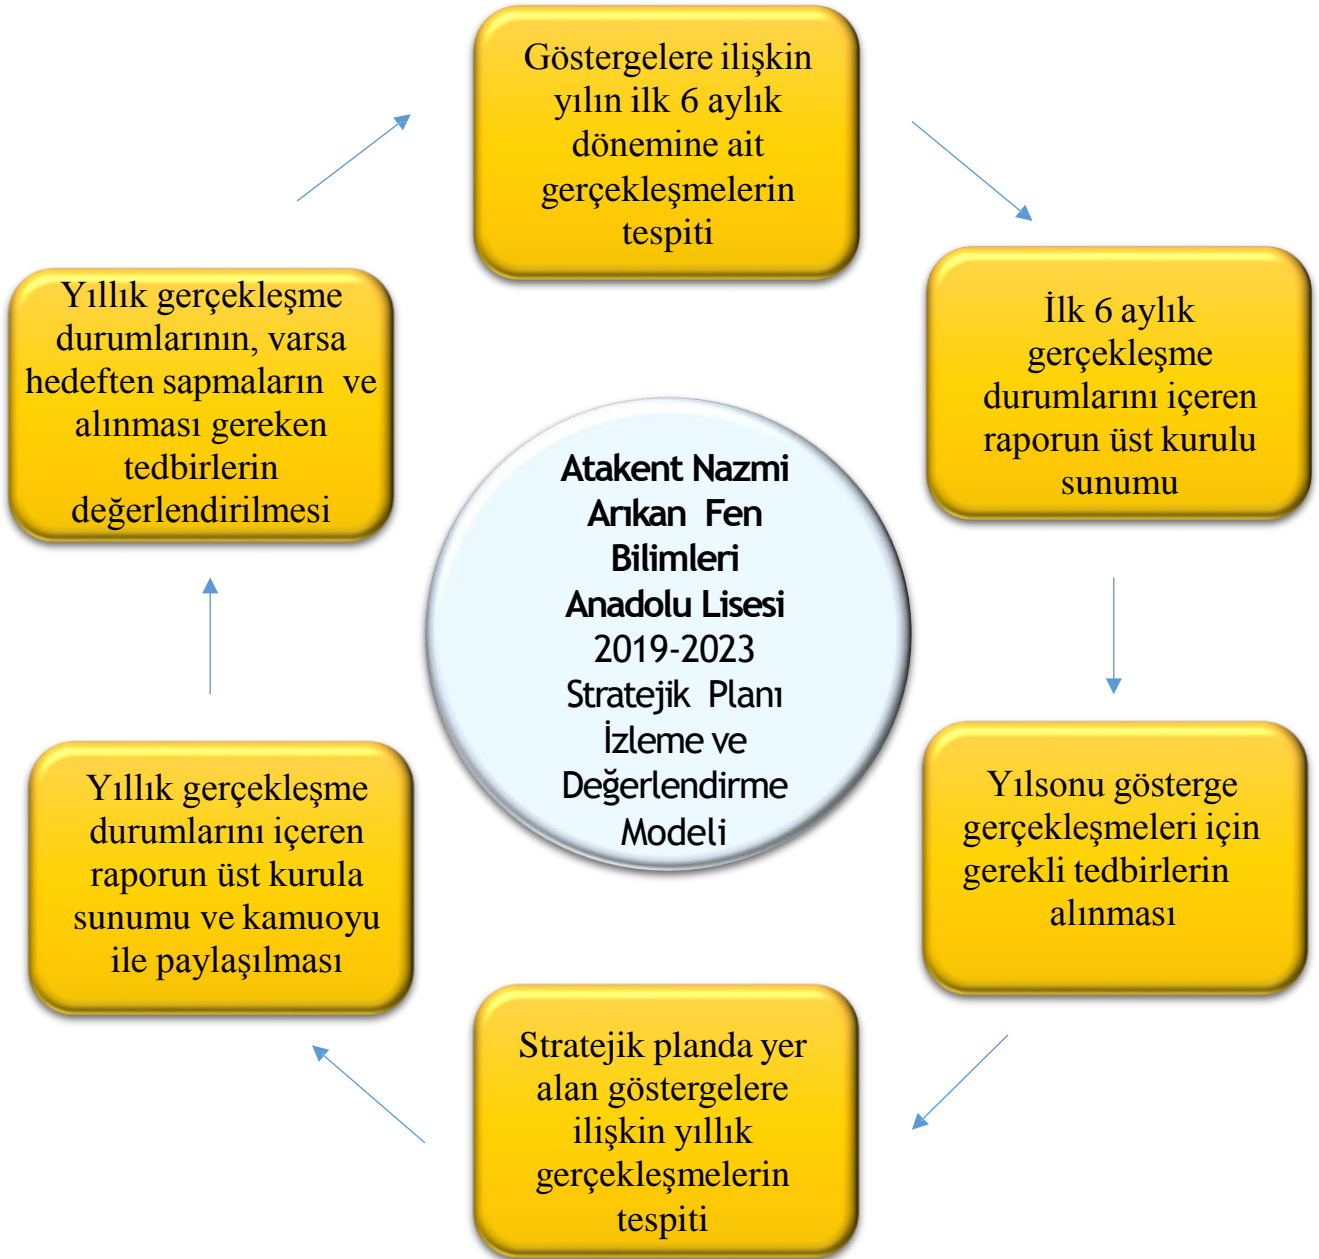 Göstergelere ilişkin
yılın ilk 6 aylık
dönemine ait
gerçekleşmelerin
tespiti
İlk 6 aylık
gerçekleşme
durumlarını içeren
raporun üst kurulu
sunumu
Yılsonu gösterge
gerçekleşmeleri için
gerekli tedbirlerin
alınması
Stratejik planda yer
alan göstergelere
ilişkin yıllık
gerçekleşmelerin
tespiti
Yıllık gerçekleşme
durumlarını içeren
raporun üst kurula
sunumu ve kamuoyu
ile paylaşılması
Yıllık gerçekleşme
durumlarının, varsa
hedeften sapmaların ve
alınması gereken
tedbirlerin
değerlendirilmesi
Atakent Nazmi
Arıkan Fen
Bilimleri
Anadolu Lisesi
2019-2023
Stratejik Planı
İzleme ve
Değerlendirme
Modeli